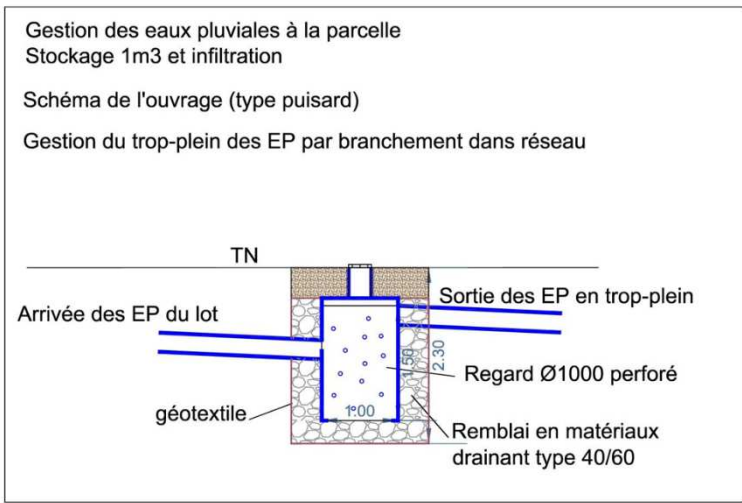 Gestion des eaux pluviales à la parcelle
Stockage 1m3 et infiltration
Schéma de l'ouvrage (type puisard)
Gestion du trop-plein des EP par branchement dans réseau
TN
Arrivée des EP du lot
Sortie des EP en trop-plein
1.50
2.30
Regard Ø1000 perforé
géotextile
1.00
Remblai en matériaux
drainant type 40/60